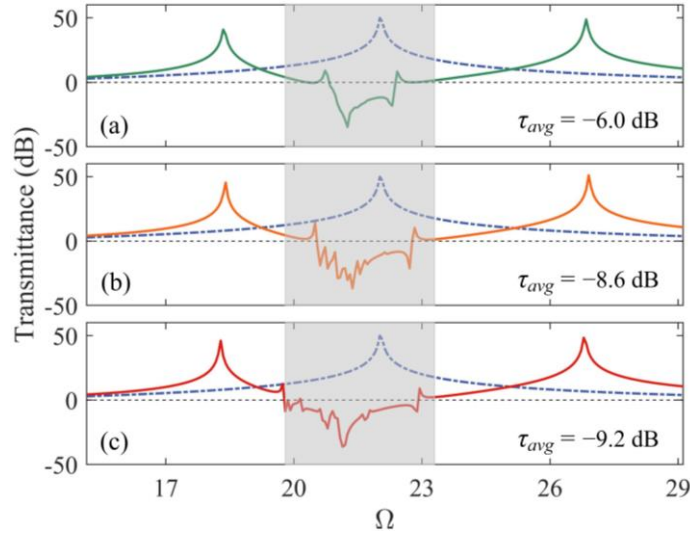 Transmittance (dB)
50
0
-50
(a)
τavg = −6.0 dB
50
0
-50
(b)
τavg = −8.6 dB
50
0
-50
(c)
τavg = −9.2 dB
17 20 23 26 29
Ω